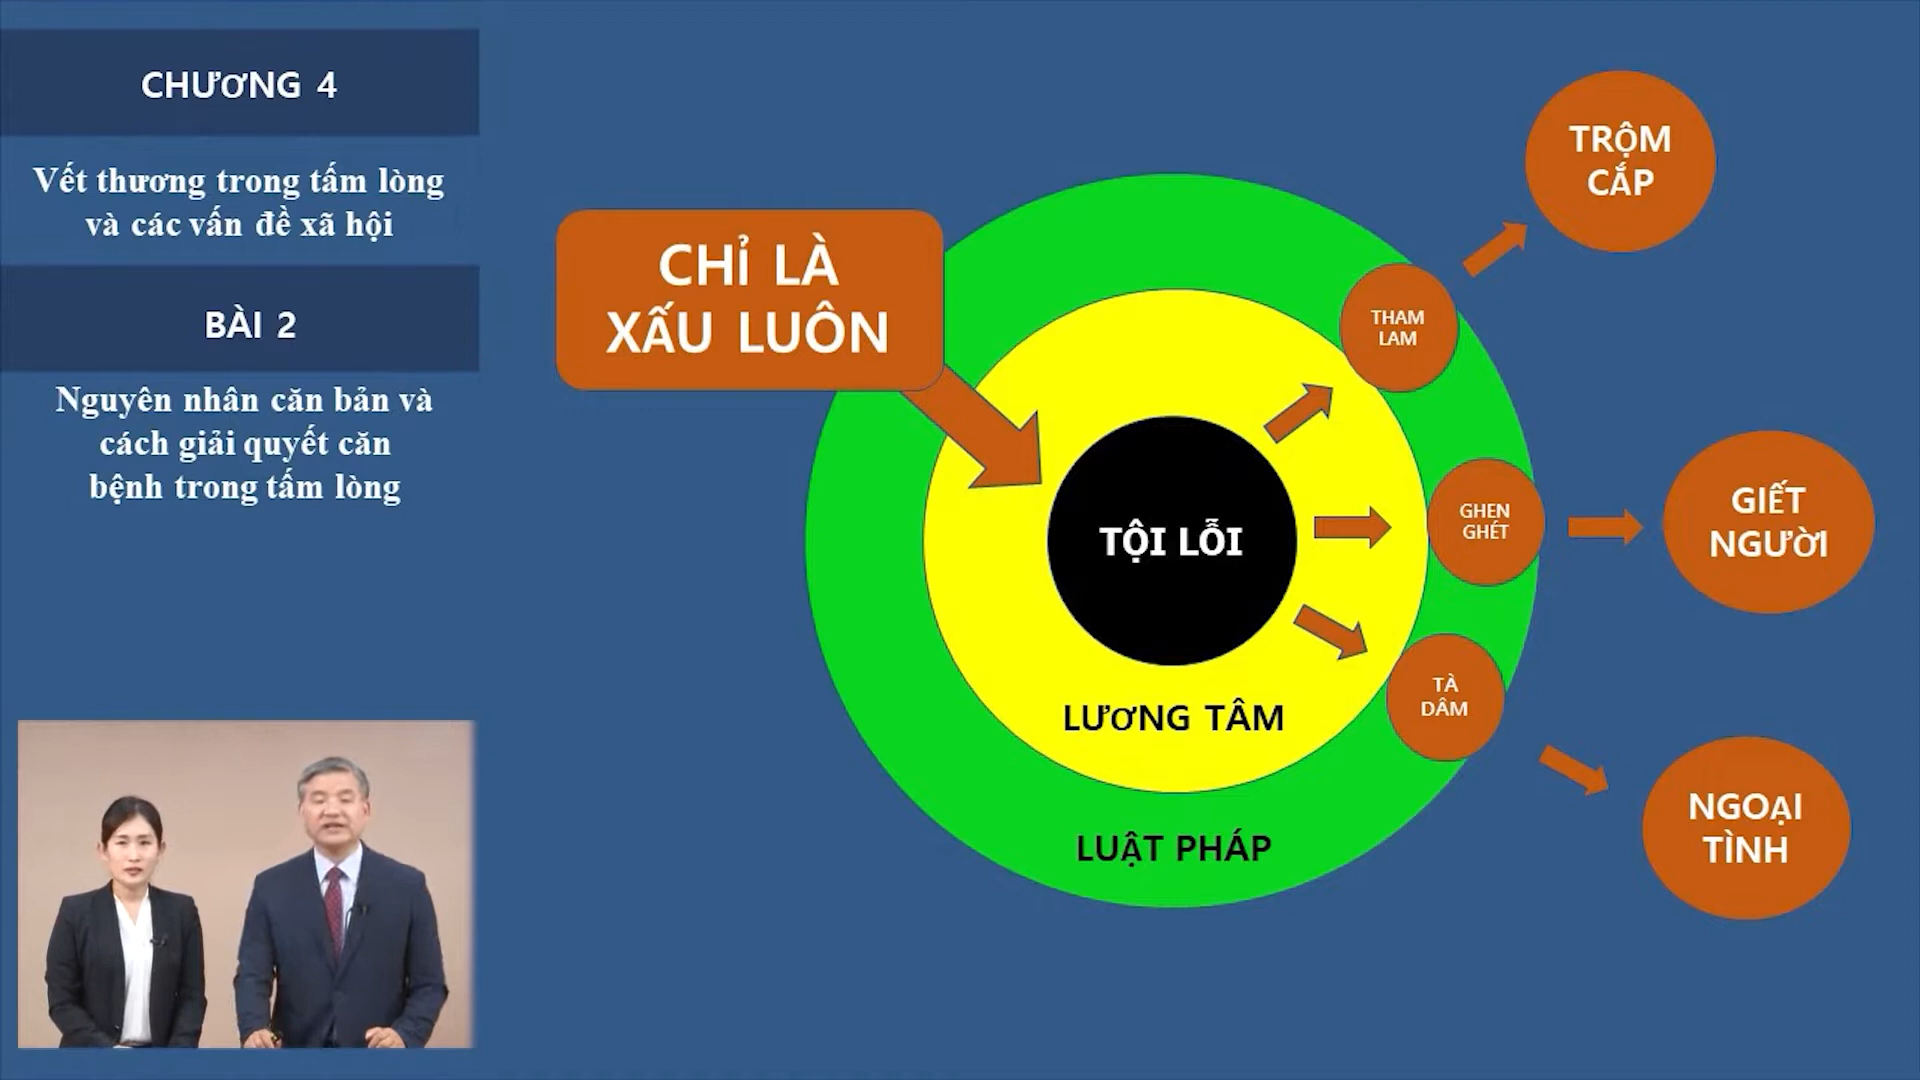 CHƯƠNG 4
Vết thương trong tấm lòng
và các vấn đề xã hội
BÀI 2
Nguyên nhân căn bản và
cách giải quyết căn
bệnh trong tấm lòng
CHỈ LÀ
XẤU LUÔN
TỘI LỖI
LƯƠNG TÂM
LUẬT PHÁP
THAM
LAM
GHEN
GHÉT
TÀ
DÂM
TRỘM
CẮP
GIẾT
NGƯỜI
NGOẠI
TÌNH